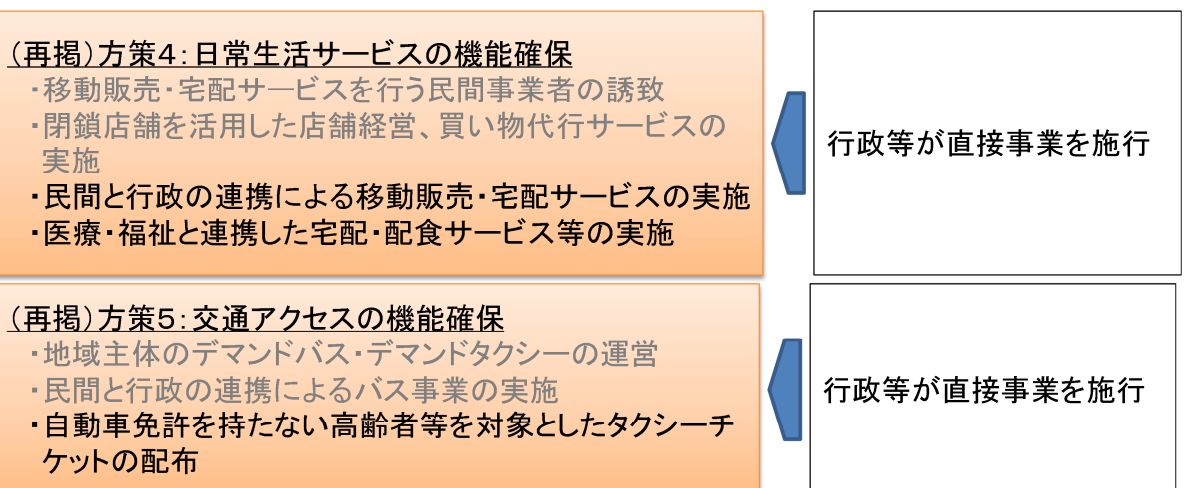 (再掲)方策4:日常生活サービスの機能確保
・移動販売・宅配サービスを行う民間事業者の誘致
・閉鎖店舗を活用した店舗経営、買い物代行サービスの
実施
・民間と行政の連携による移動販売・宅配サービスの実施
・医療・福祉と連携した宅配・配食サービス等の実施
行政等が直接事業を施行
(再掲)方策5:交通アクセスの機能確保
・地域主体のデマンドバス・デマンドタクシーの運営
・民間と行政の連携によるバス事業の実施
・自動車免許を持たない高齢者等を対象としたタクシーチ
ケットの配布
行政等が直接事業を施行